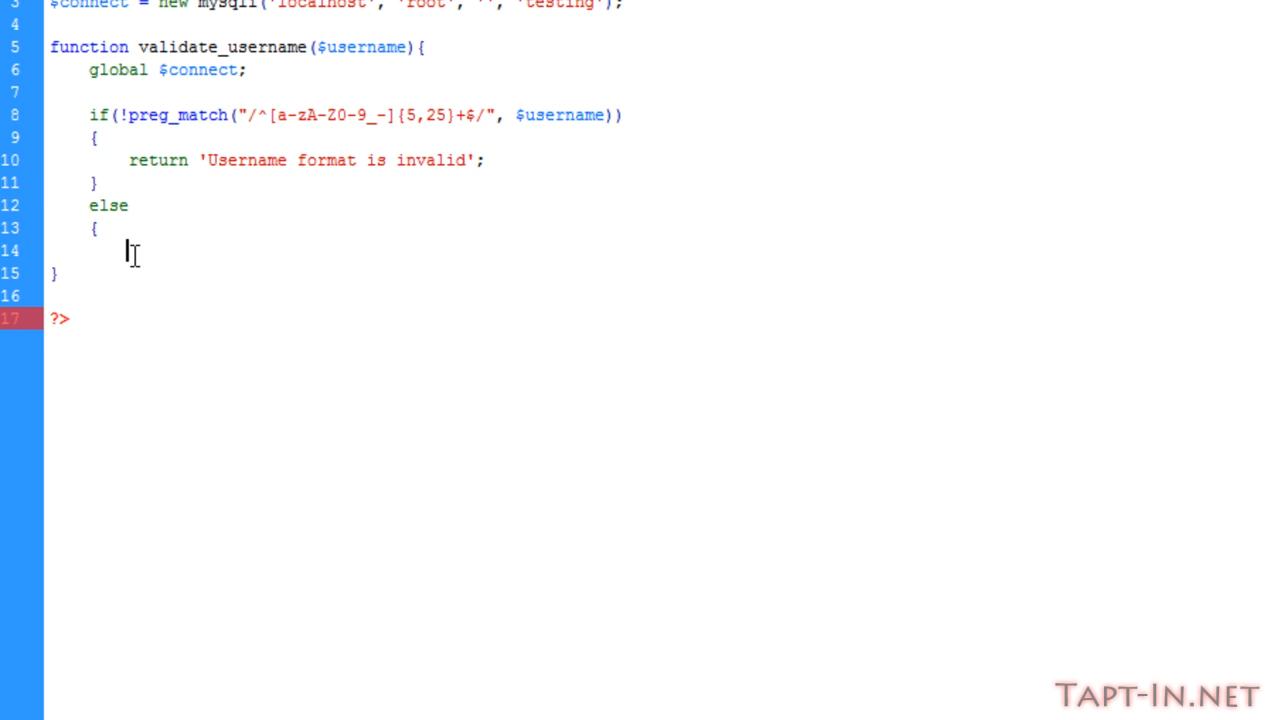 3 $connect = new mysqli('localhost', 'root', '', 'testing');
4
5 function validate_username($username){
6     global $connect;
7
8     if(!preg_match("/^[a-zA-Z0-9_-]{5,25}+$/", $username))
9     {
10         return 'Username format is invalid';
11     }
12     else
13     {
14
15 }
16
17 ?>
Tapt-In.net